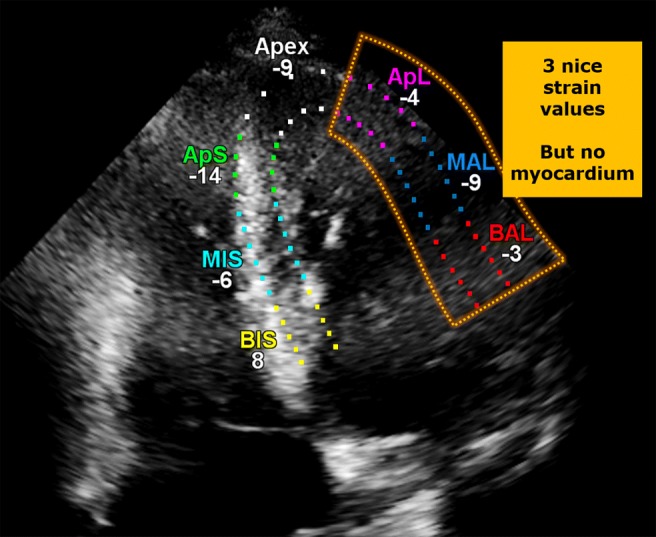 Apex
-9
ApL
-4
3 nice
strain
values
But no
myocardium
ApS
-14
MAL
-9
BAL
-3
MIS
-6
BIS
8